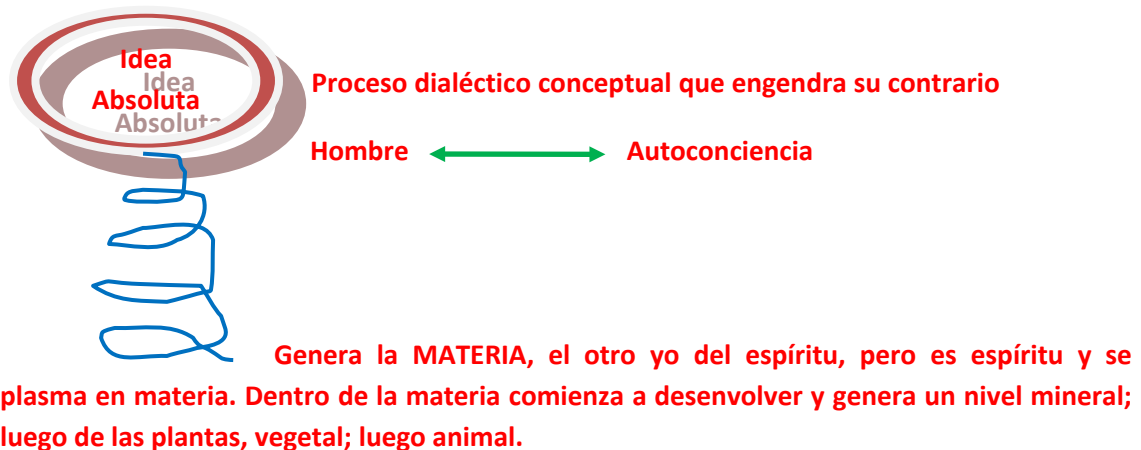 Idea
Absoluta
Idea
Absoluta
Proceso dialéctico conceptual que engendra su contrario
Hombre Autoconciencia
Genera la MATERIA, el otro yo del espíritu, pero es espíritu y se
plasma en materia. Dentro de la materia comienza a desenvolver y genera un nivel mineral;
luego de las plantas, vegetal; luego animal.